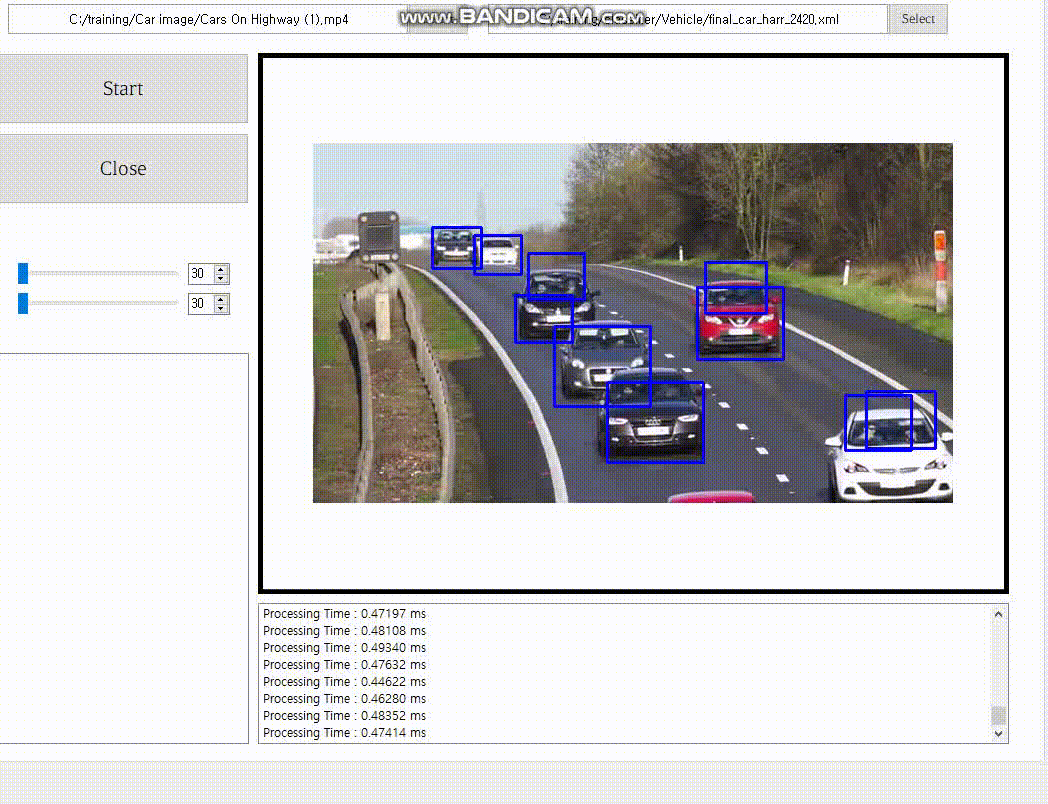 C:/training/Car image/Cars On Highway (1).mp4
www.BANDICAM.com
/Vehicle/final_car_harr_2420.xml
Select
Start
Close
30
30
Processing Time : 0.47197 ms
Processing Time : 0.48108 ms
Processing Time : 0.49340 ms
Processing Time : 0.47632 ms
Processing Time : 0.44622 ms
Processing Time : 0.46280 ms
Processing Time : 0.48352 ms
Processing Time : 0.47414 ms